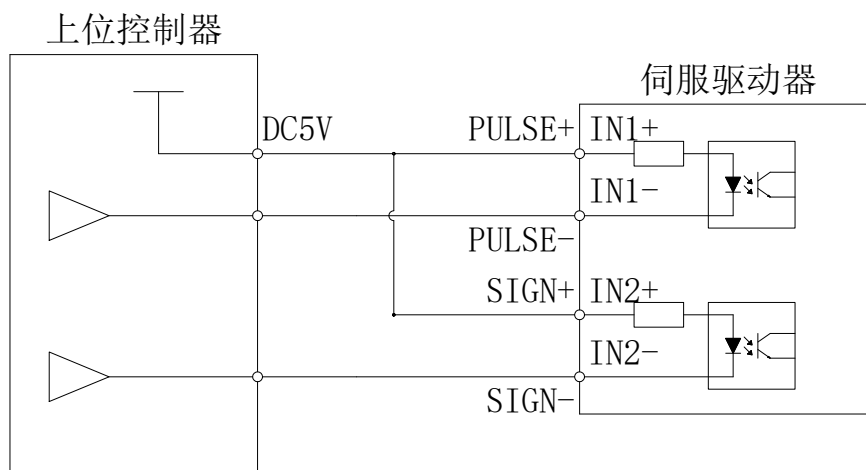 上位控制器
伺服驱动器
DC5V
PULSE+
IN1+
IN1-
PULSE-
SIGN+
IN2+
IN2-
SIGN-